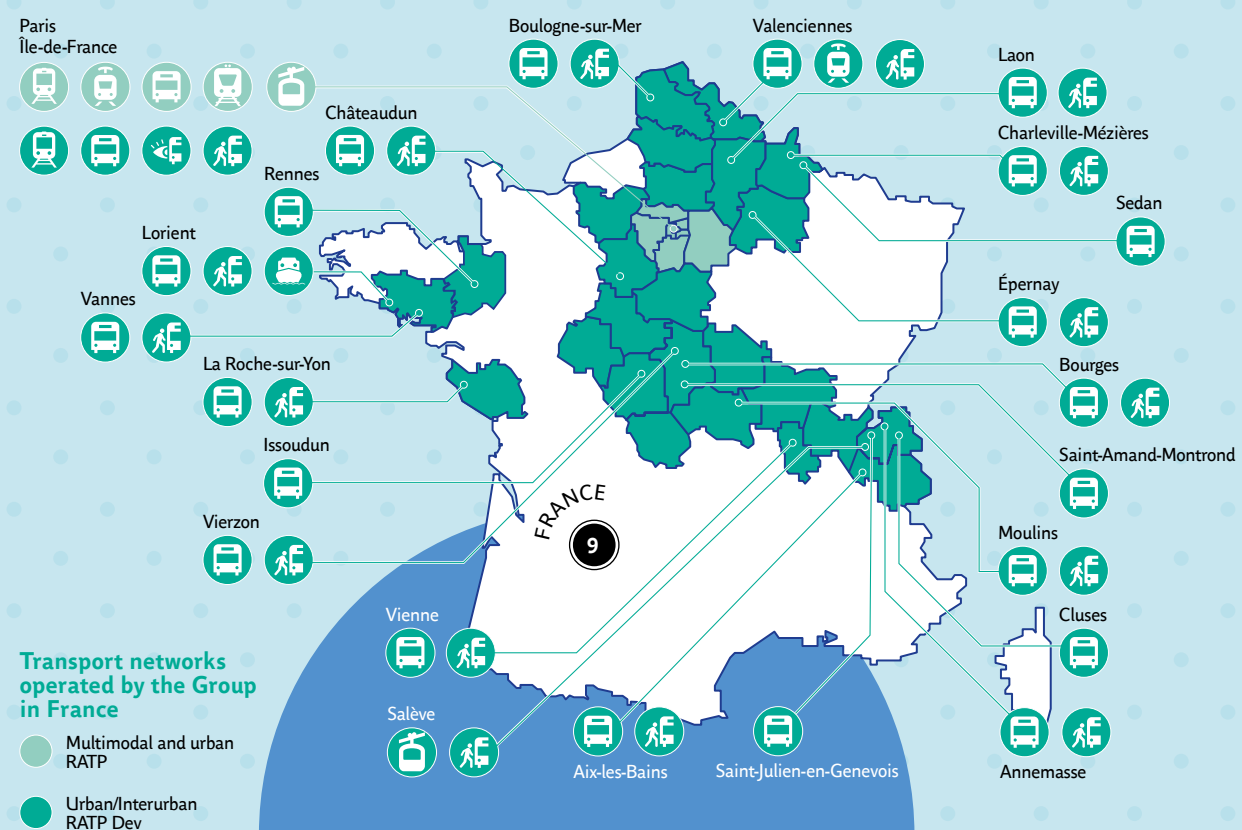 Paris
Île-de-France
Boulogne-sur-Mer
Valenciennes
Laon
Châteaudun
Charleville-Mézières
Rennes
Sedan
Lorient
Vannes
Épernay
La Roche-sur-Yon
Bourges
Issoudun
Saint-Amand-Montrond
FRANCE
9
Vierzon
Moulins
Vienne
Cluses
Salève
Aix-les-Bains
Saint-Julien-en-Genevois
Annemasse
Transport networks
operated by the Group
in France
Multimodal and urban
RATP
Urban/Interurban
RATP Dev